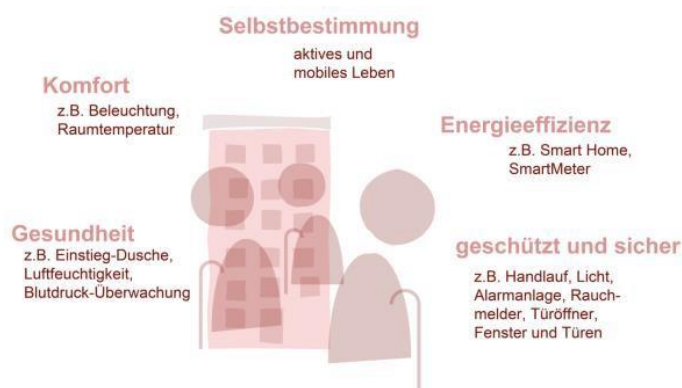 Selbstbestimmung
aktives und
mobiles Leben
Komfort
z.B. Beleuchtung,
Raumtemperatur
Energieeffizienz
z.B. Smart Home,
SmartMeter
Gesundheit
z.B. Einstieg-Dusche,
Luftfeuchtigkeit,
Blutdruck-Überwachung
geschützt und sicher
z.B. Handlauf, Licht,
Alarmanlage, Rauch-
melder, Türöffner,
Fenster und Türen